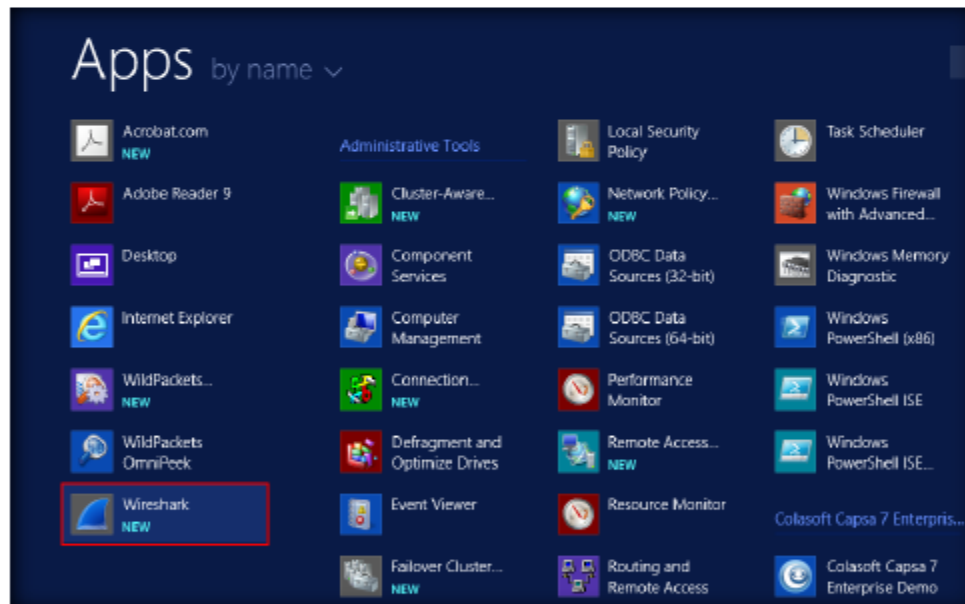 Apps by name
Acrobat.com
NEW
Adobe Reader 9
Desktop
Internet Explorer
WildPackets...
NEW
WildPackets
OmniPeek
Wireshark
NEW
Administrative Tools
Cluster-Aware...
NEW
Component
Services
Computer
Management
Connection...
NEW
Defragment and
Optimize Drives
Event Viewer
Failover Cluster...
NEW
Local Security
Policy
Network Policy...
NEW
ODBC Data
Sources (32-bit)
ODBC Data
Sources (64-bit)
Performance
Monitor
Remote Access...
NEW
Resource Monitor
Routing and
Remote Access
Task Scheduler
Windows Firewall
with Advanced...
Windows Memory
Diagnostic
Windows
PowerShell (x86)
Windows
PowerShell ISE
Windows
PowerShell ISE...
Colasoft Capsa 7 Enterpris...
Colasoft Capsa 7
Enterprise Demo